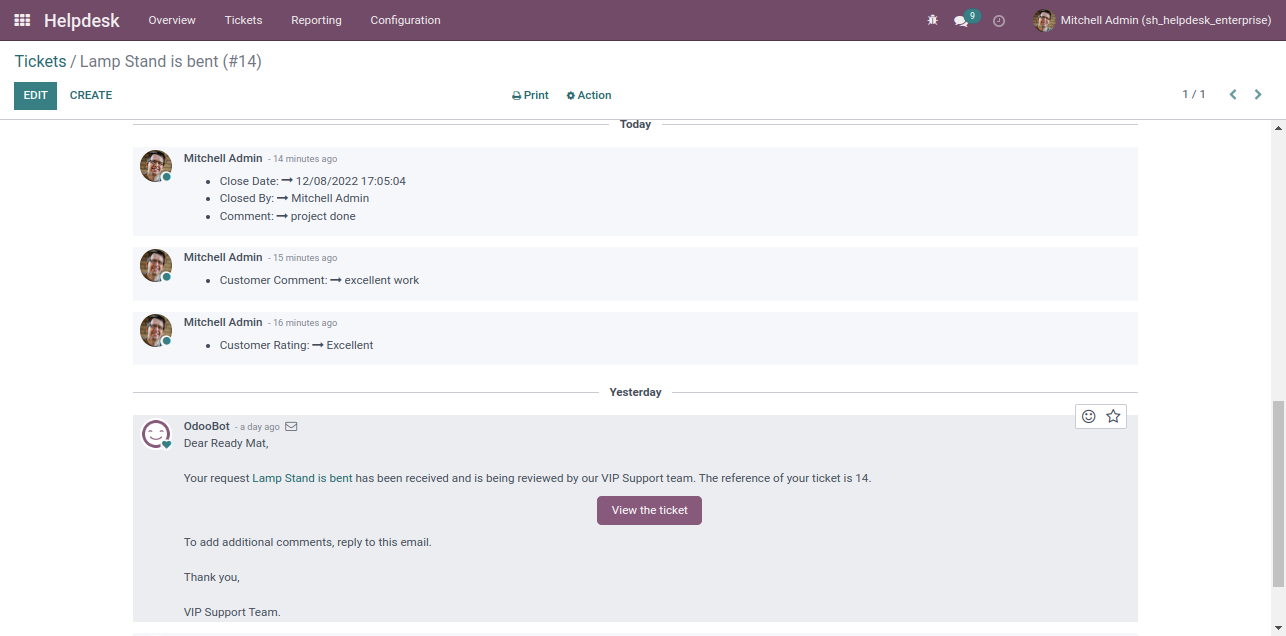 Helpdesk Overview Tickets Reporting Configuration 9 Mitchell Admin (sh_helpdesk_enterprise)
Tickets / Lamp Stand is bent (#14)
EDIT CREATE Print Action 1 / 1
Today
Mitchell Admin - 14 minutes ago
• Close Date: → 12/08/2022 17:05:04
• Closed By: → Mitchell Admin
• Comment: → project done
Mitchell Admin - 15 minutes ago
• Customer Comment: → excellent work
Mitchell Admin - 16 minutes ago
• Customer Rating: → Excellent
Yesterday
OdooBot - a day ago
Dear Ready Mat,
Your request Lamp Stand is bent has been received and is being reviewed by our VIP Support team. The reference of your ticket is 14.
View the ticket
To add additional comments, reply to this email.
Thank you,
VIP Support Team.